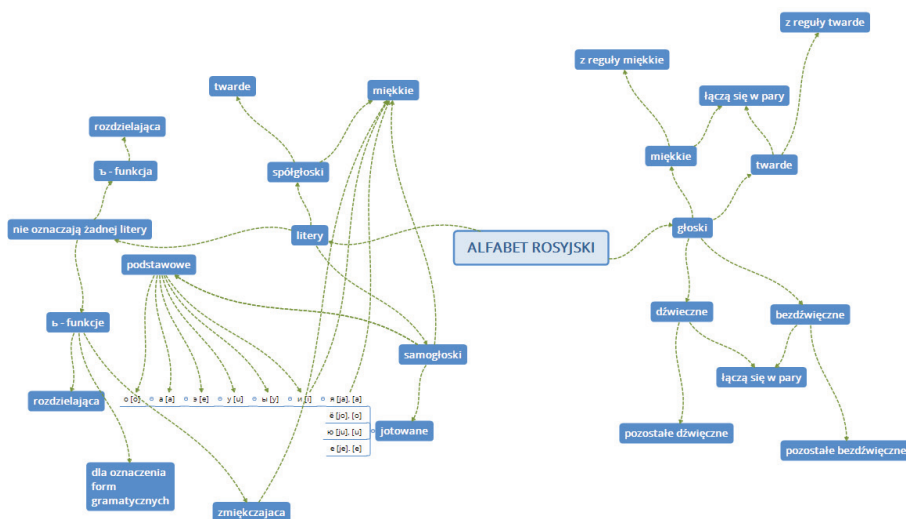 z reguły twarde
z reguły miękkie
twarde
miękkie
łączą się w pary
rozdzielająca
miękkie
twarde
ъ - funkcja
spółgłoski
nie oznaczają żadnej litery
litery
głoski
ALFABET ROSYJSKI
podstawowe
ь - funkcje
dźwieczne
bezdźwięczne
samogłoski
łączą się w pary
rozdzielająca
о [o] а [a] э [e] у [u] ы [y] и [i] я [ja], [a]
ё [jo], [o]
ю [ju], [u]
е [je], [e]
jotowane
pozostałe dźwięczne
pozostałe bezdźwięczne
dla oznaczenia
form
gramatycznych
zmiękczajaca